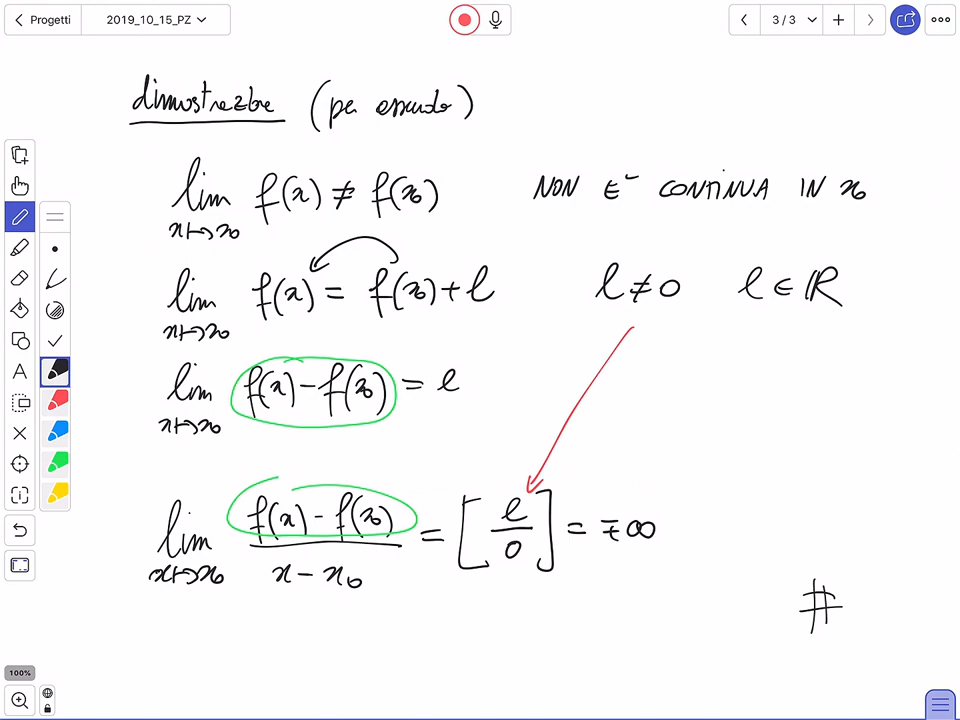 Progetti
2019_10_15_PZ
3 / 3
dimostrazione (per assurdo)
lim f(x) ≠ f(x₀) NON E' CONTINUA IN x₀
x→x₀
lim f(x) = f(x₀) + l l ≠ 0 l ∈ ℝ
x→x₀
lim f(x) - f(x₀) = l
x→x₀
lim f(x) - f(x₀) / x - x₀ = [l/0] = ∓∞
x→x₀
#
A
100%